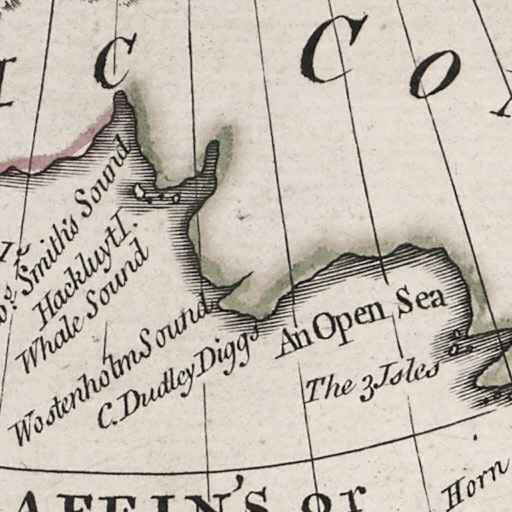 I C C O
Sr. Tho.s Smith's Sound
Hackluyt I.
Whale Sound
Wostenholm Sound
C. Dudley Diggs
An Open Sea
The 3 Isles
AFFIN'S or
Horn